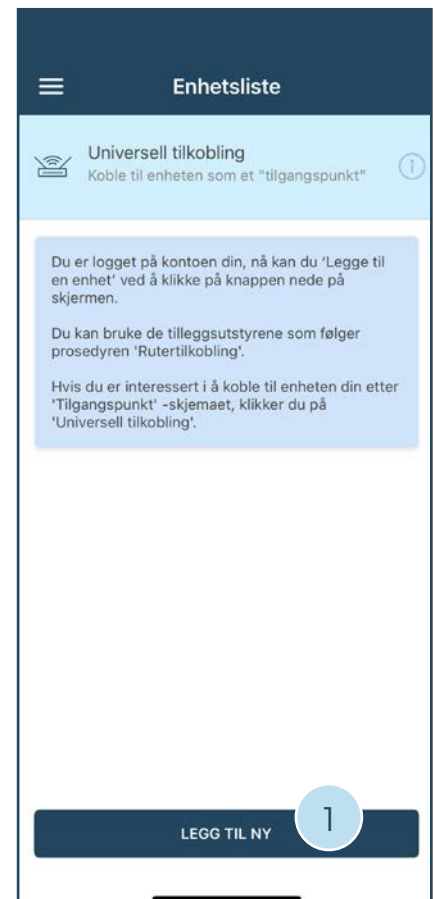 Enhetsliste
Universell tilkobling
Koble til enheten som et "tilgangspunkt"
Du er logget på kontoen din, nå kan du 'Legge til
en enhet' ved å klikke på knappen nede på
skjermen.
Du kan bruke de tilleggsutstyrene som følger
prosedyren 'Rutertilkobling'.
Hvis du er interessert i å koble til enheten din etter
'Tilgangspunkt' -skjemaet, klikker du på
'Universell tilkobling'.
LEGG TIL NY
1